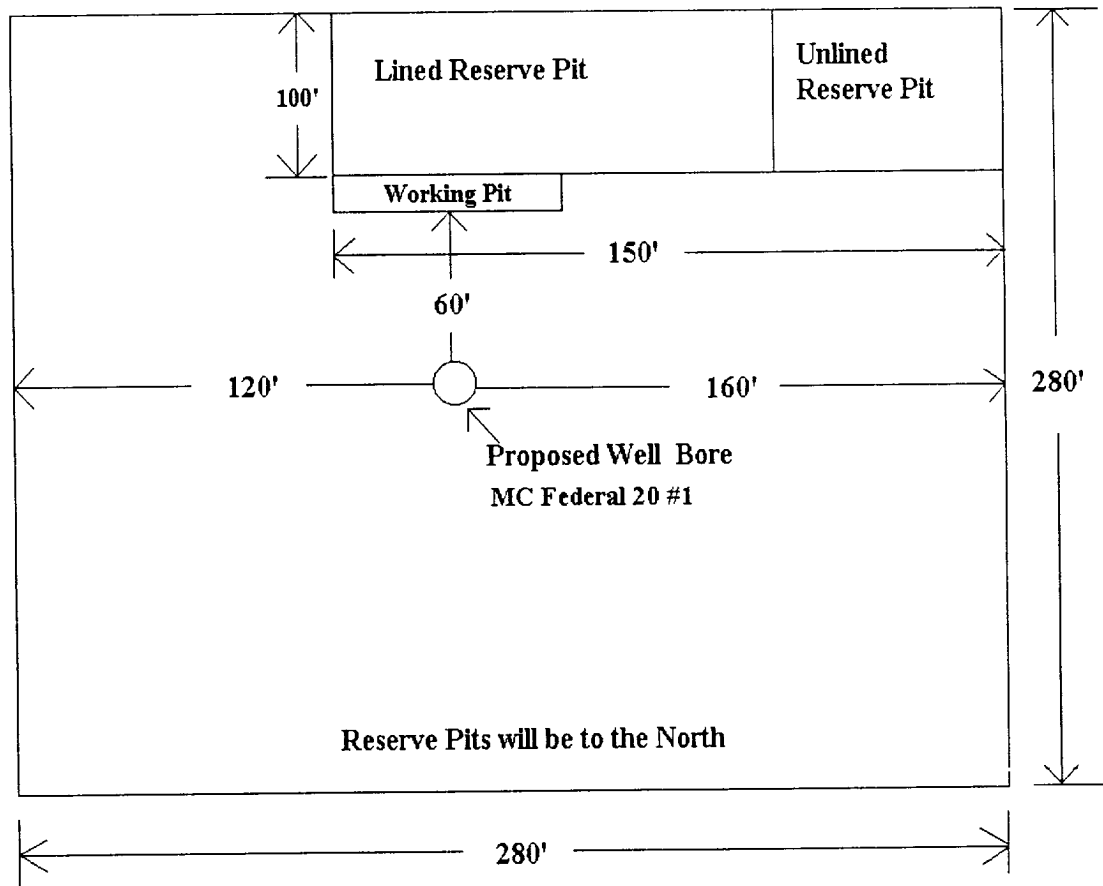 Lined Reserve Pit
Unlined
Reserve Pit
100'
Working Pit
150'
60'
120'
160'
280'
Proposed Well Bore
MC Federal 20 #1
Reserve Pits will be to the North
280'